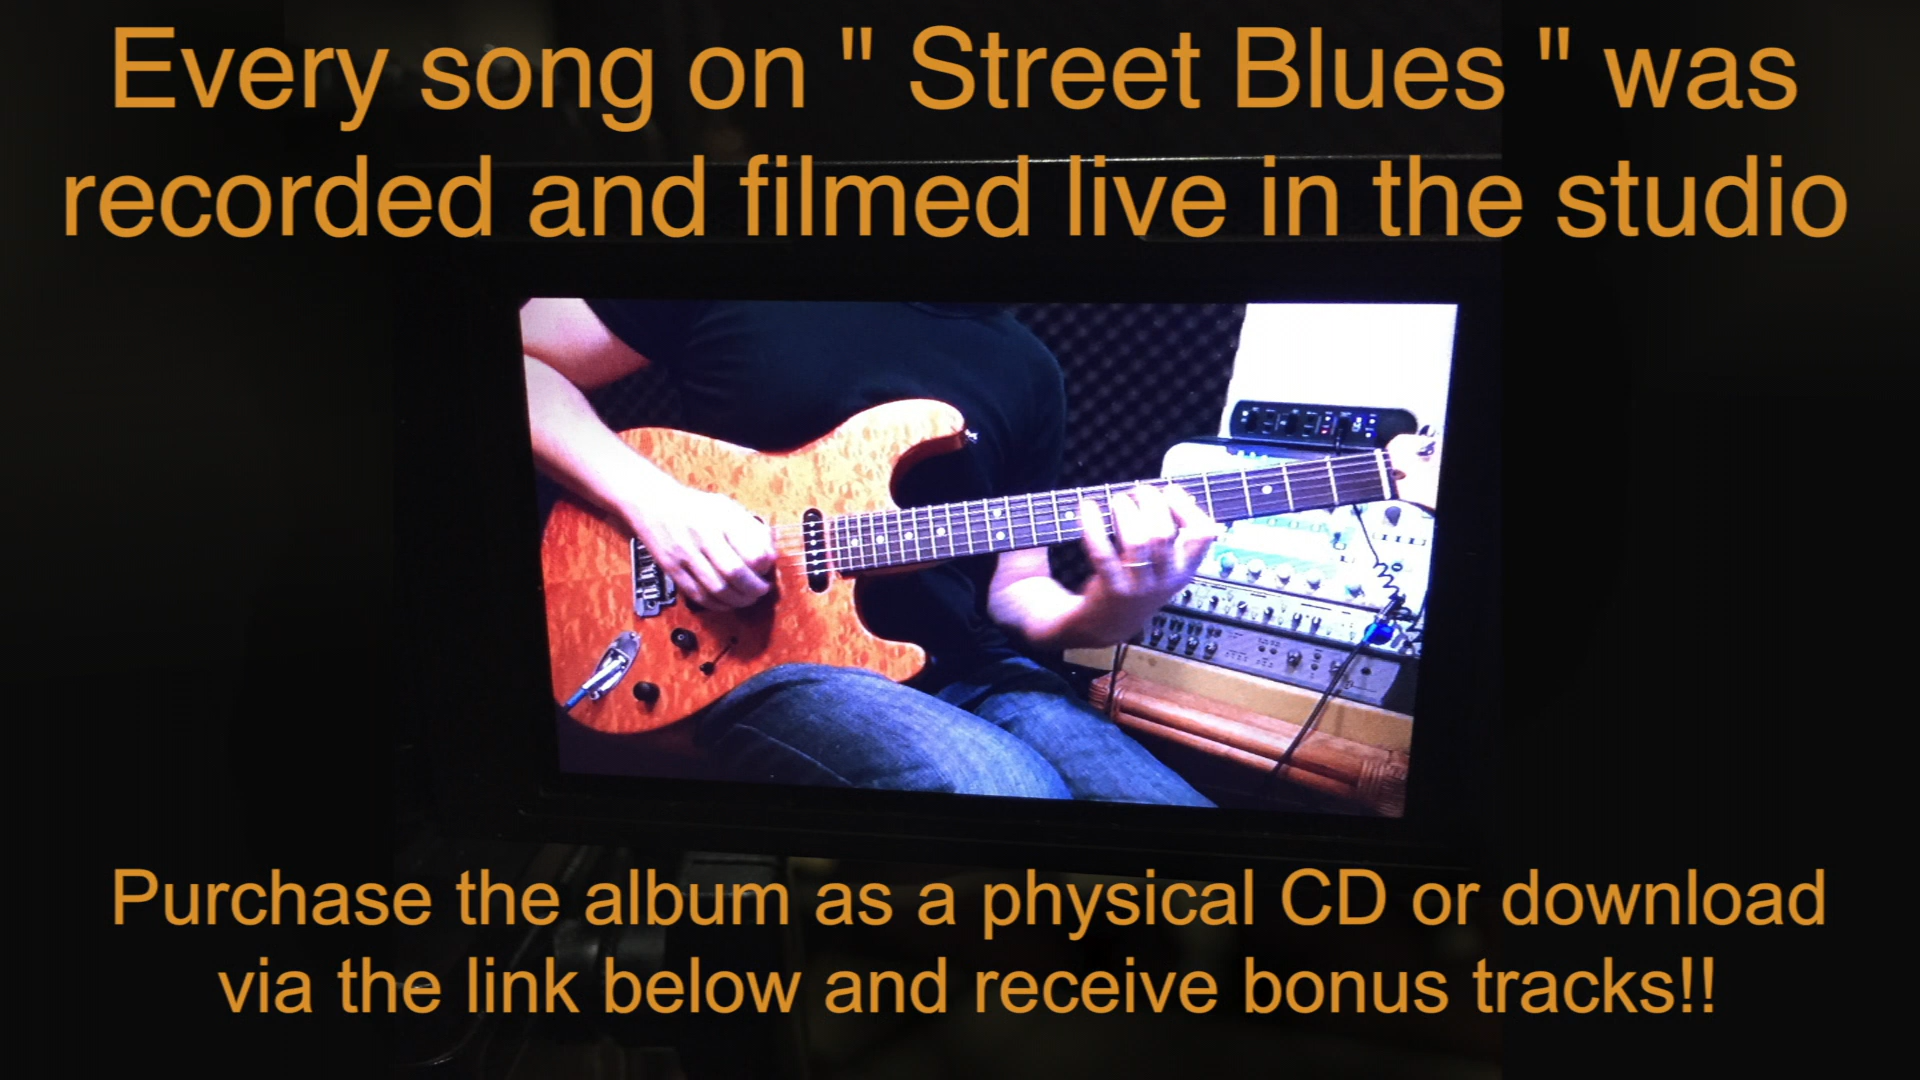 Every song on " Street Blues " was
recorded and filmed live in the studio
Purchase the album as a physical CD or download
via the link below and receive bonus tracks!!